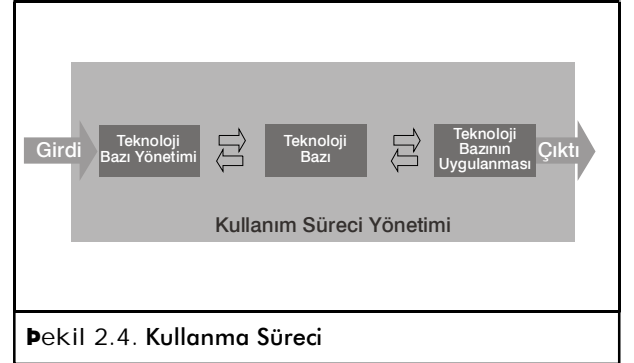 Girdi
Teknoloji
Bazı Yönetimi
Teknoloji
Bazı
Teknoloji
Bazının
Uygulanması
Çıktı
Kullanım Süreci Yönetimi
Þekil 2.4. Kullanma Süreci